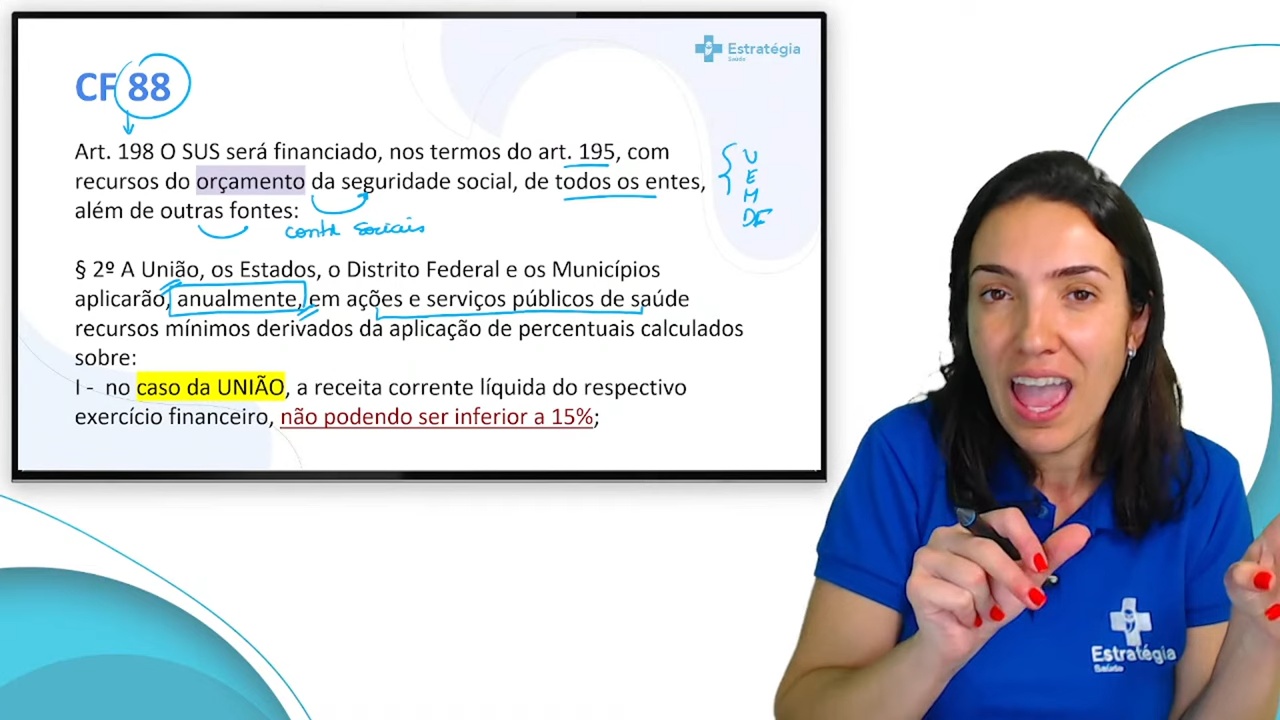 Estratégia
Saúde
CF 88
Art. 198 O SUS será financiado, nos termos do art. 195, com
recursos do orçamento da seguridade social, de todos os entes,
além de outras fontes:
U
E
M
DF
contr sociais
§ 2º A União, os Estados, o Distrito Federal e os Municípios
aplicarão, anualmente, em ações e serviços públicos de saúde
recursos mínimos derivados da aplicação de percentuais calculados
sobre:
I - no caso da UNIÃO, a receita corrente líquida do respectivo
exercício financeiro, não podendo ser inferior a 15%;
Estratégia
Saúde